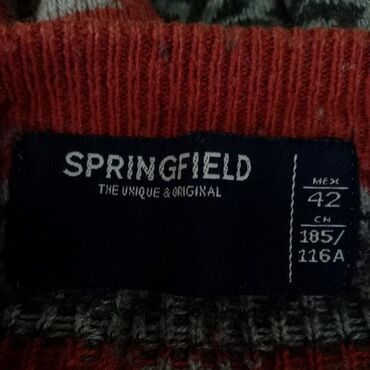 SPRINGFIELD
THE UNIQUE & ORIGINAL
MEX
42
CN
185/
116A